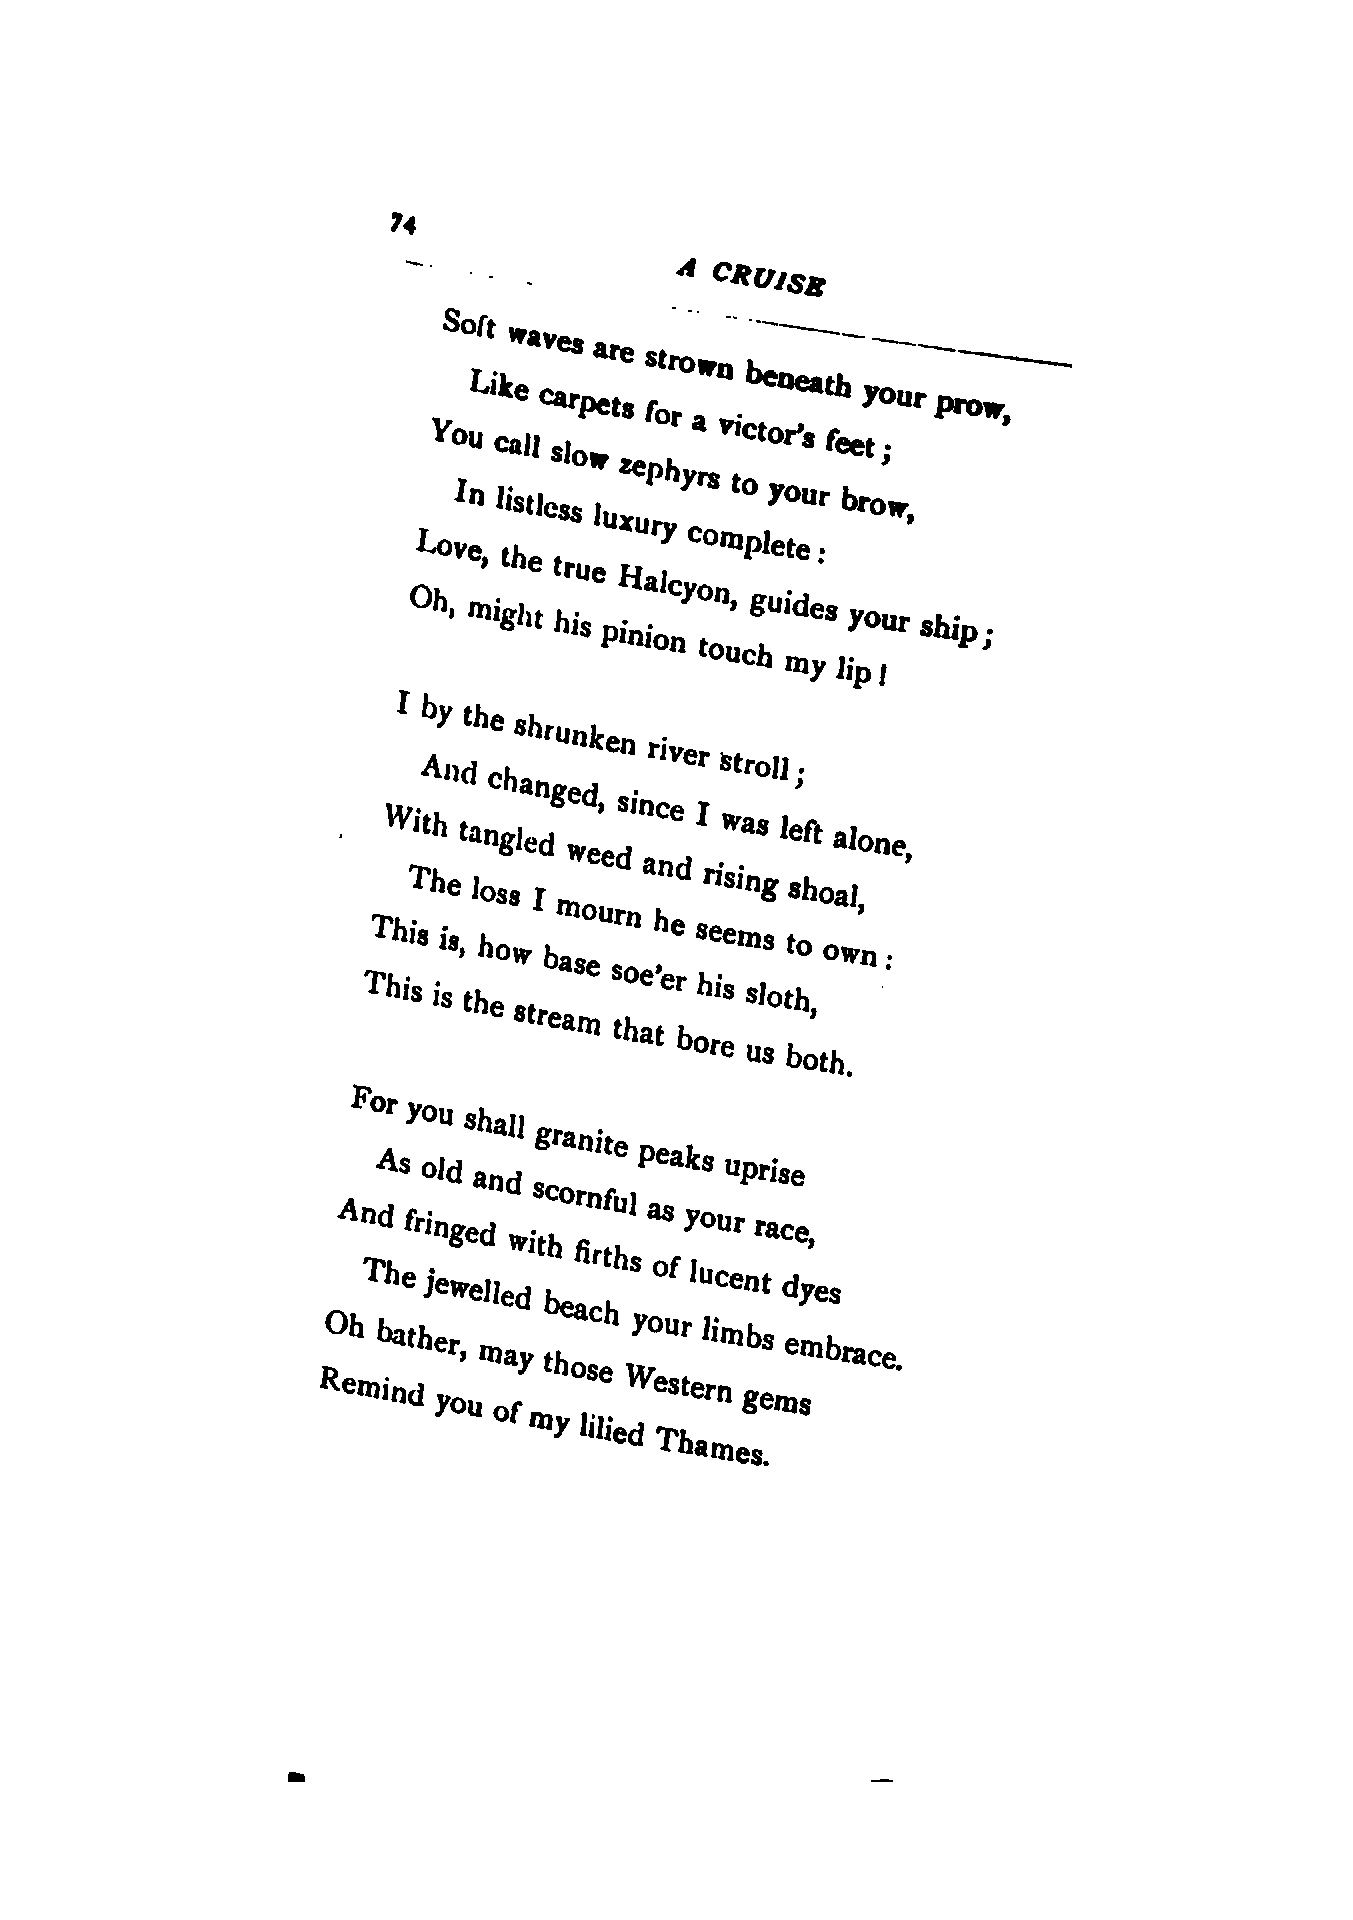 74
A CRUISE
Soft waves are strown beneath your prow,
Like carpets for a victor's feet;
You call slow zephyrs to your brow,
In listless luxury complete:
Love, the true Halcyon, guides your ship;
Oh, might his pinion touch my lip!
I by the shrunken river stroll;
And changed, since I was left alone,
With tangled weed and rising shoal,
The loss I mourn he seems to own:
This is, how base soe'er his sloth,
This is the stream that bore us both.
For you shall granite peaks uprise
As old and scornful as your race,
And fringed with firths of lucent dyes
The jewelled beach your limbs embrace.
Oh bather, may those Western gems
Remind you of my lilied Thames.